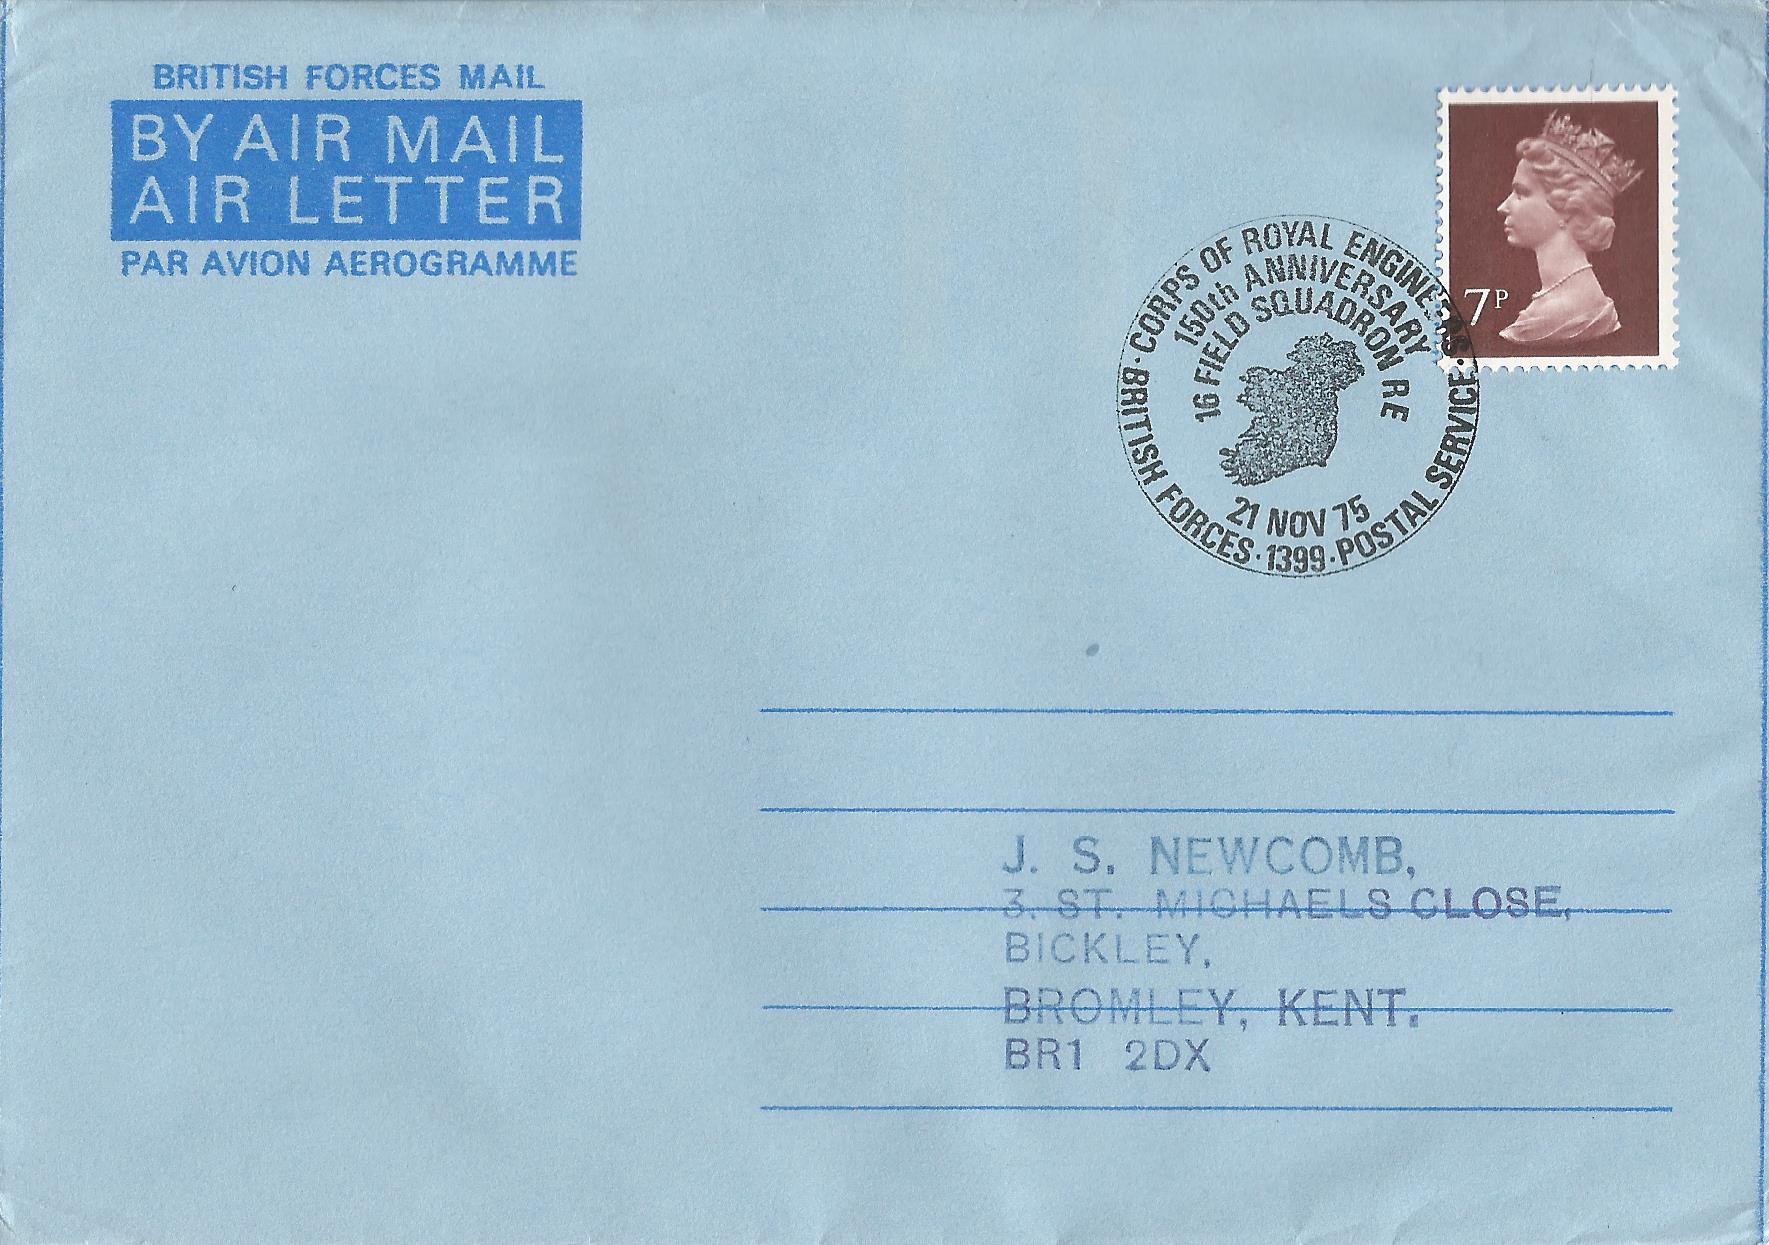 BRITISH FORCES MAIL
BY AIR MAIL
AIR LETTER
PAR AVION AEROGRAMME
7P
· CORPS OF ROYAL ENGINEERS ·
150th ANNIVERSARY
16 FIELD SQUADRON RE
21 NOV 75
BRITISH FORCES · 1399 · POSTAL SERVICE
J. S. NEWCOMB,
3. ST. MICHAELS CLOSE,
BICKLEY,
BROMLEY, KENT.
BR1 2DX